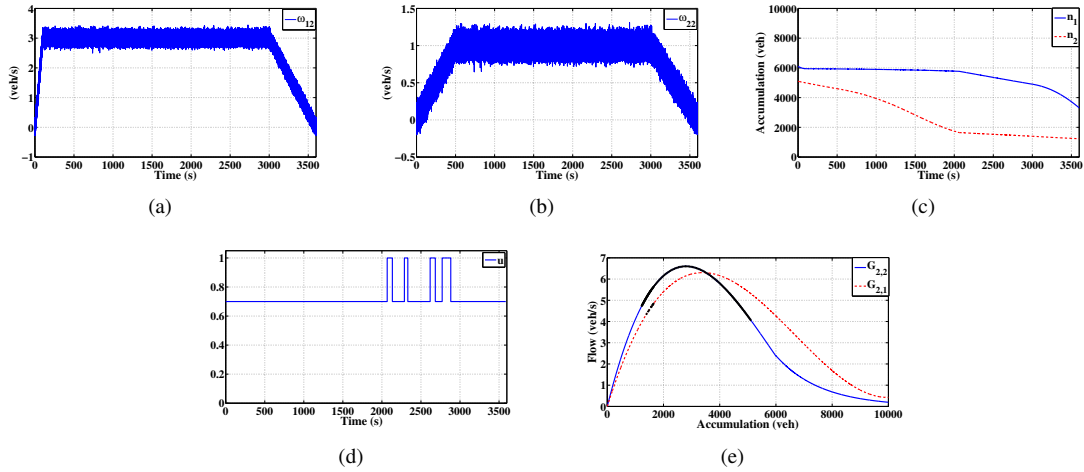 4
3
2
1
0
−1
(veh/s)
0 500 1000 1500 2000 2500 3000 3500
Time (s)
ω12
(a)
1.5
1
0.5
0
−0.5
(veh/s)
0 500 1000 1500 2000 2500 3000 3500
Time (s)
ω22
(b)
10000
8000
6000
4000
2000
0
Accumulation (veh)
0 500 1000 1500 2000 2500 3000 3500
Time (s)
n1
n2
(c)
1
0.8
0.6
0.4
0.2
0
0 500 1000 1500 2000 2500 3000 3500
Time (s)
u
(d)
7
6
5
4
3
2
1
0
Flow (veh/s)
0 2000 4000 6000 8000 10000
Accumulation (veh)
G2,2
G2,1
(e)